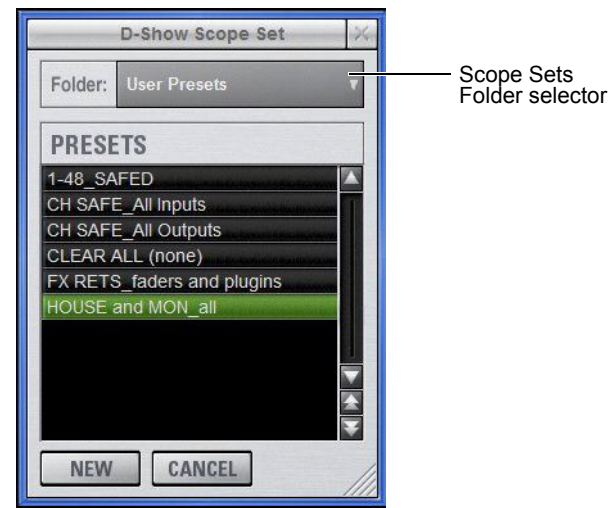 D-Show Scope Set
Folder: User Presets
Scope Sets
Folder selector
PRESETS
1-48_SAFED
CH SAFE_All Inputs
CH SAFE_All Outputs
CLEAR ALL (none)
FX RETS_faders and plugins
HOUSE and MON_all
NEW CANCEL